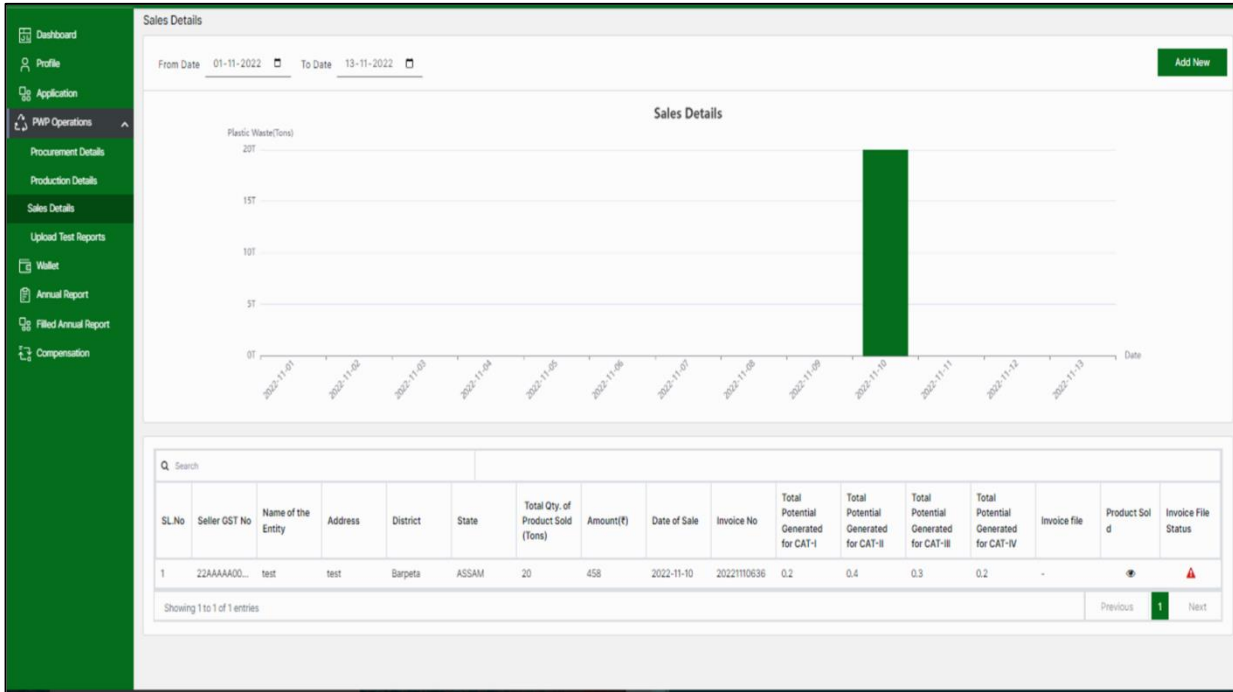 Sales Details
Dashboard
Profile
Application
PWP Operations
Procurement Details
Production Details
Sales Details
Upload Test Reports
Wallet
Annual Report
Filled Annual Report
Compensation
From Date 01-11-2022 To Date 13-11-2022 Add New
Sales Details
Plastic Waste(Tons)
20T
15T
10T
5T
0T
Date
2022-11-01 2022-11-02 2022-11-03 2022-11-04 2022-11-05 2022-11-06 2022-11-07 2022-11-08 2022-11-09 2022-11-10 2022-11-11 2022-11-12 2022-11-13
Search
SL.No
Seller GST No
Name of the
Entity
Address
District
State
Total Qty. of
Product Sold
(Tons)
Amount(₹)
Date of Sale
Invoice No
Total
Potential
Generated
for CAT-I
Total
Potential
Generated
for CAT-II
Total
Potential
Generated
for CAT-III
Total
Potential
Generated
for CAT-IV
Invoice file
Product Sol
d
Invoice File
Status
1 22AAAAA00... test test Barpeta ASSAM 20 458 2022-11-10 20221110636 0.2 0.4 0.3 0.2 -
Showing 1 to 1 of 1 entries
Previous 1 Next